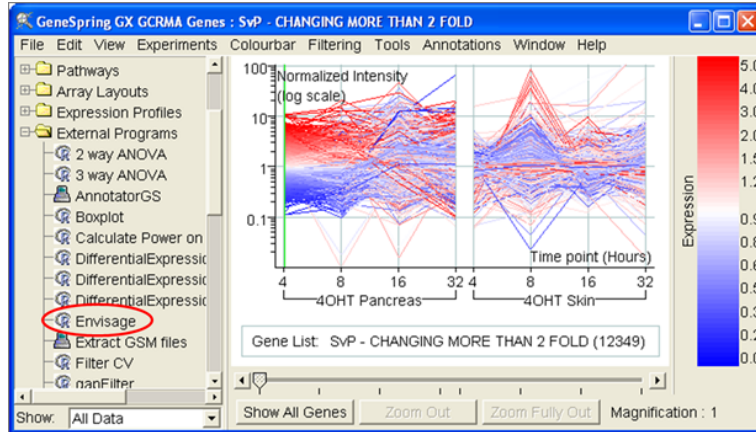 GeneSpring GX GCRMA Genes : SvP - CHANGING MORE THAN 2 FOLD
File Edit View Experiments Colourbar Filtering Tools Annotations Window Help
Pathways
Array Layouts
Expression Profiles
External Programs
2 way ANOVA
3 way ANOVA
AnnotatorGS
Boxplot
Calculate Power on
DifferentialExpressic
DifferentialExpressic
DifferentialExpressic
Envisage
Extract GSM files
Filter CV
gapFilter
Show: All Data
Normalized Intensity
(log scale)
100
10
1
0.1
Time point (Hours)
4 8 16 32 4 8 16 32
4OHT Pancreas 4OHT Skin
Gene List: SvP - CHANGING MORE THAN 2 FOLD (12349)
Show All Genes Zoom Out Zoom Fully Out Magnification : 1
Expression
5.0
4.0
3.0
2.0
1.5
1.2
0.9
0.8
0.6
0.5
0.3
0.2
0.0